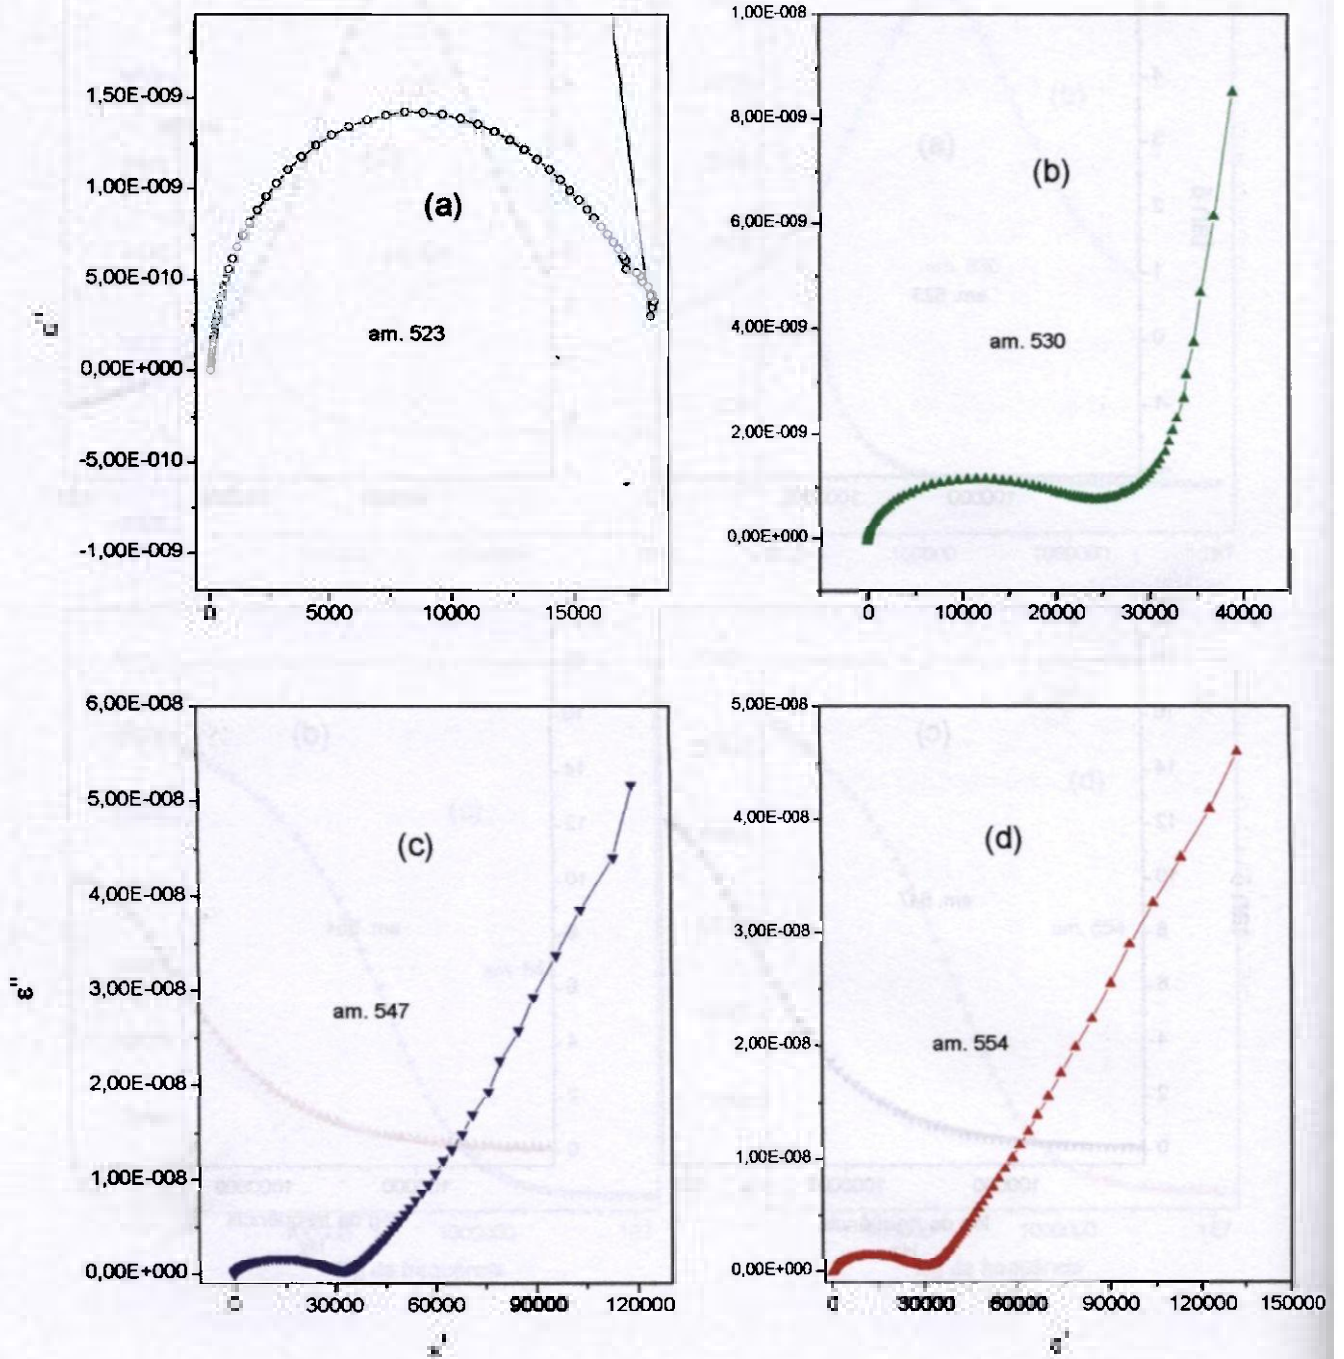 1,50E-009
1,00E-009
5,00E-010
0,00E+000
-5,00E-010
-1,00E-009
(a)
am. 523
0 5000 10000 15000
1,00E-008
8,00E-009
6,00E-009
4,00E-009
2,00E-009
0,00E+000
(b)
am. 530
0 10000 20000 30000 40000
6,00E-008
5,00E-008
4,00E-008
3,00E-008
2,00E-008
1,00E-008
0,00E+000
ε''
(c)
am. 547
0 30000 60000 90000 120000
5,00E-008
4,00E-008
3,00E-008
2,00E-008
1,00E-008
0,00E+000
(d)
am. 554
0 30000 60000 90000 120000 150000